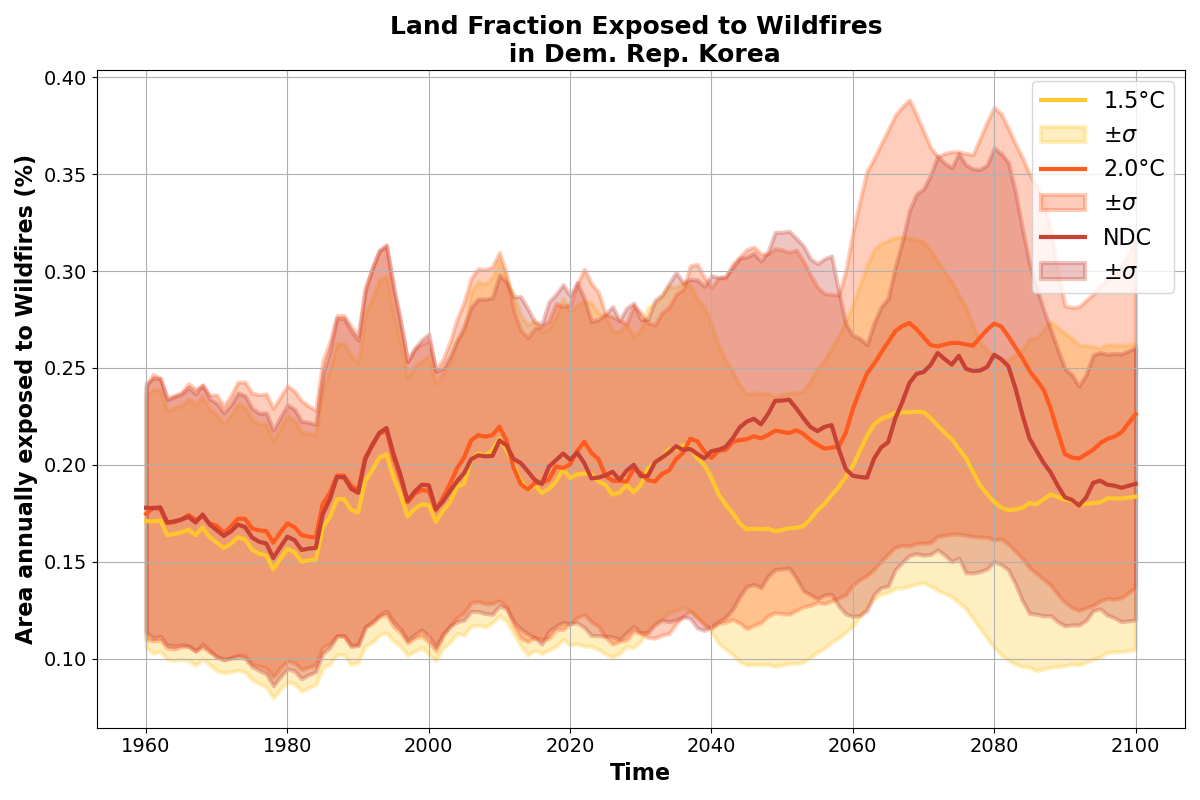 Land Fraction Exposed to Wildfires
in Dem. Rep. Korea
Area annually exposed to Wildfires (%)
0.40
0.35
0.30
0.25
0.20
0.15
0.10
1960
1980
2000
2020
2040
2060
2080
2100
Time
1.5°C
±σ
2.0°C
±σ
NDC
±σ